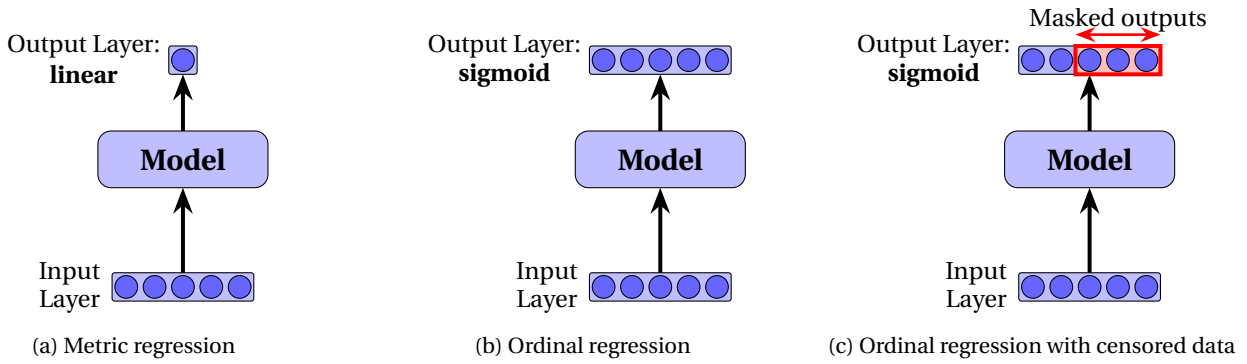 Output Layer:
linear
Model
Input
Layer
(a) Metric regression
Output Layer:
sigmoid
Model
Input
Layer
(b) Ordinal regression
Masked outputs
Output Layer:
sigmoid
Model
Input
Layer
(c) Ordinal regression with censored data